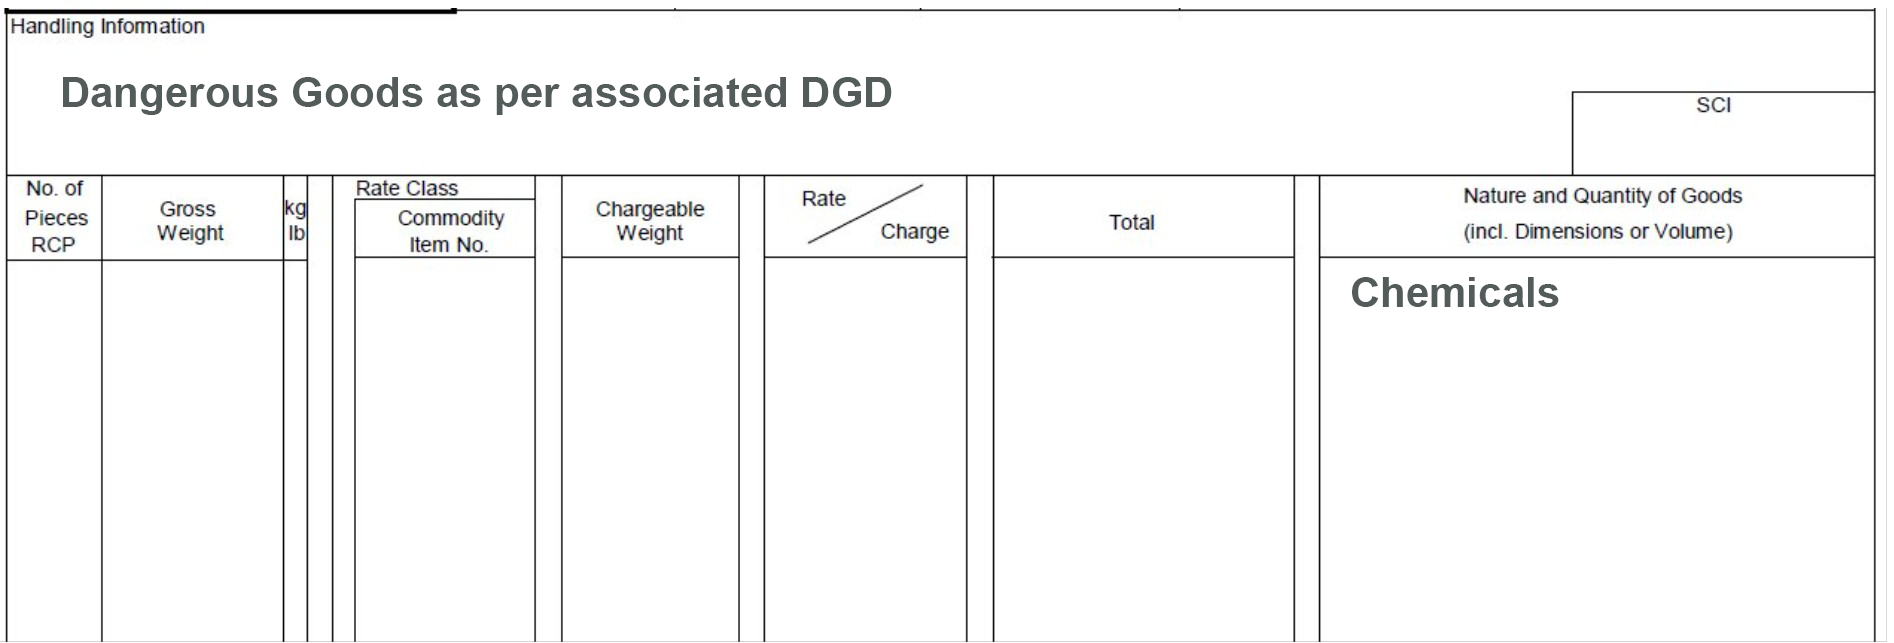 Handling Information
Dangerous Goods as per associated DGD
SCI
No. of
Pieces
RCP
Gross
Weight
kg
lb
Rate Class
Commodity
Item No.
Chargeable
Weight
Rate
Charge
Total
Nature and Quantity of Goods
(incl. Dimensions or Volume)
Chemicals